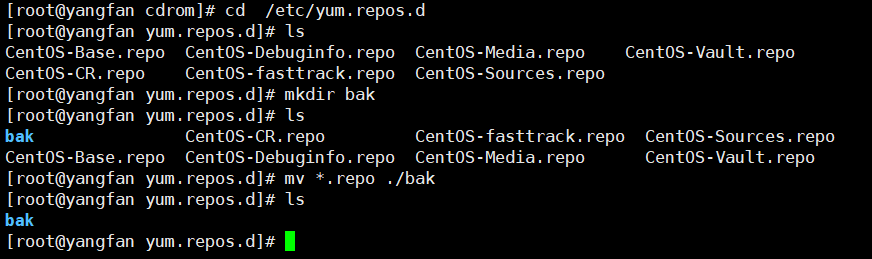 [root@yangfan cdrom]# cd  /etc/yum.repos.d
[root@yangfan yum.repos.d]# ls
CentOS-Base.repo  CentOS-Debuginfo.repo  CentOS-Media.repo    CentOS-Vault.repo
CentOS-CR.repo    CentOS-fasttrack.repo  CentOS-Sources.repo
[root@yangfan yum.repos.d]# mkdir bak
[root@yangfan yum.repos.d]# ls
bak               CentOS-CR.repo         CentOS-fasttrack.repo  CentOS-Sources.repo
CentOS-Base.repo  CentOS-Debuginfo.repo  CentOS-Media.repo      CentOS-Vault.repo
[root@yangfan yum.repos.d]# mv *.repo ./bak
[root@yangfan yum.repos.d]# ls
bak
[root@yangfan yum.repos.d]#